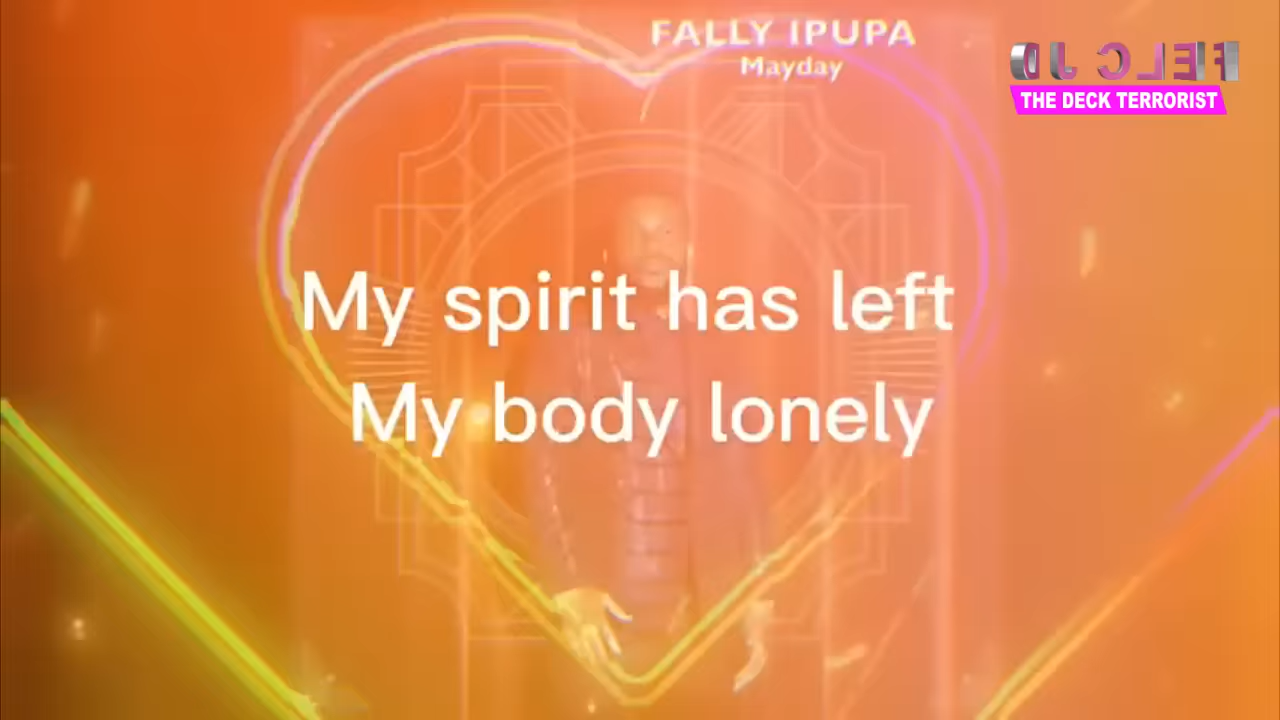 FALLY IPUPA
Mayday
THE DECK TERRORIST
My spirit has left
My body lonely